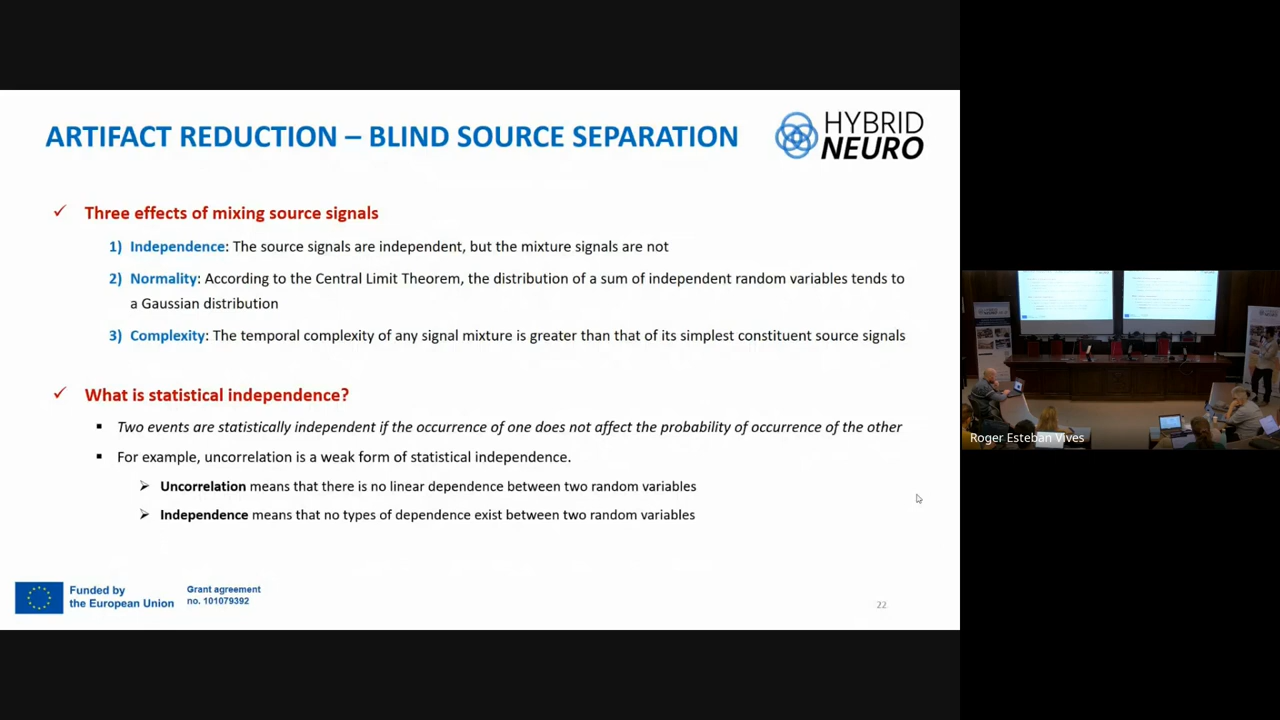 ARTIFACT REDUCTION – BLIND SOURCE SEPARATION
HYBRID
NEURO
✓ Three effects of mixing source signals
1) Independence: The source signals are independent, but the mixture signals are not
2) Normality: According to the Central Limit Theorem, the distribution of a sum of independent random variables tends to
a Gaussian distribution
3) Complexity: The temporal complexity of any signal mixture is greater than that of its simplest constituent source signals
✓ What is statistical independence?
▪ Two events are statistically independent if the occurrence of one does not affect the probability of occurrence of the other
▪ For example, uncorrelation is a weak form of statistical independence.
➢ Uncorrelation means that there is no linear dependence between two random variables
➢ Independence means that no types of dependence exist between two random variables
Funded by
the European Union
Grant agreement
no. 101079392
22
Roger Esteban Vives